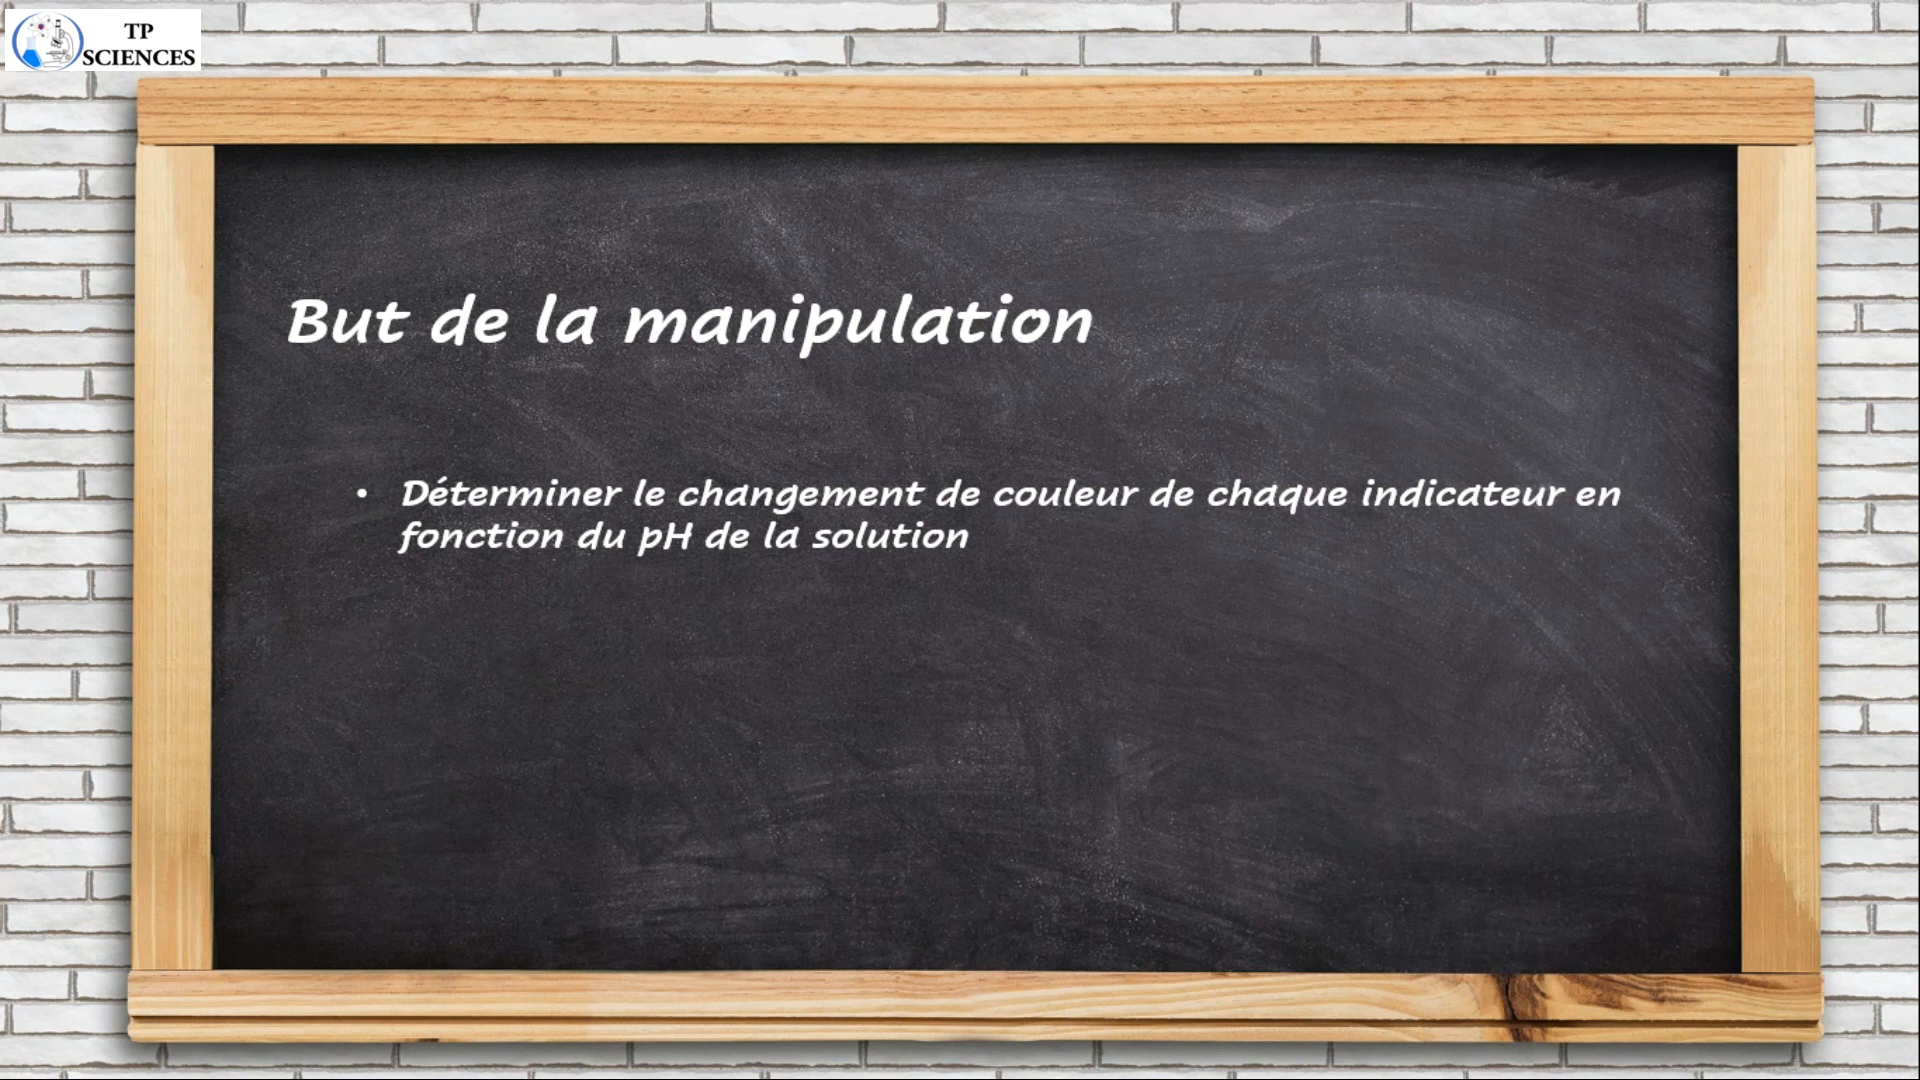 TP
SCIENCES
But de la manipulation
• Déterminer le changement de couleur de chaque indicateur en
fonction du pH de la solution